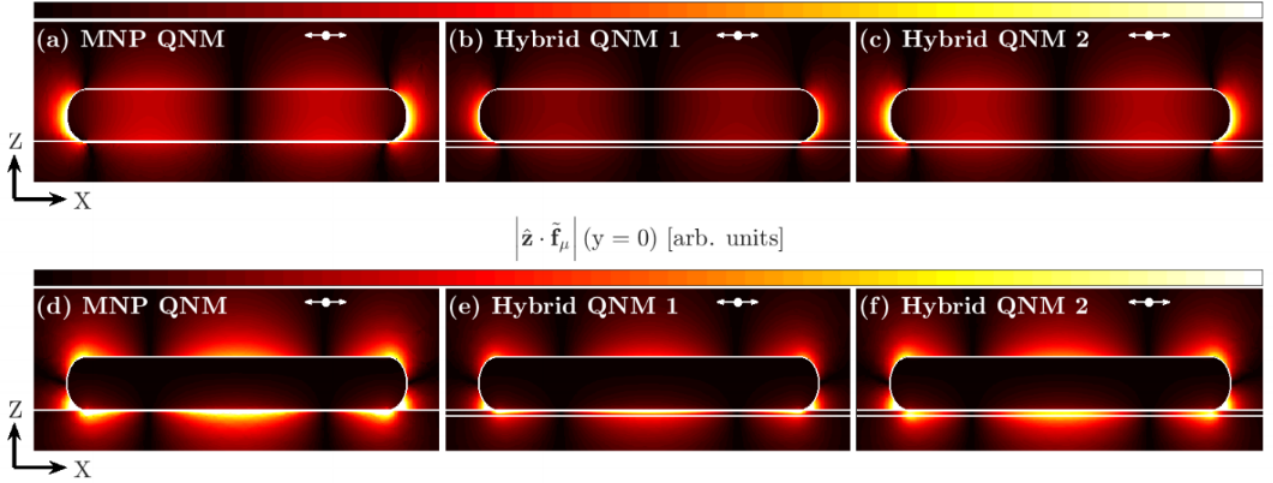 (a) MNP QNM
(b) Hybrid QNM 1
(c) Hybrid QNM 2
Z
X
|ẑ · f̃_μ| (y = 0) [arb. units]
(d) MNP QNM
(e) Hybrid QNM 1
(f) Hybrid QNM 2
Z
X